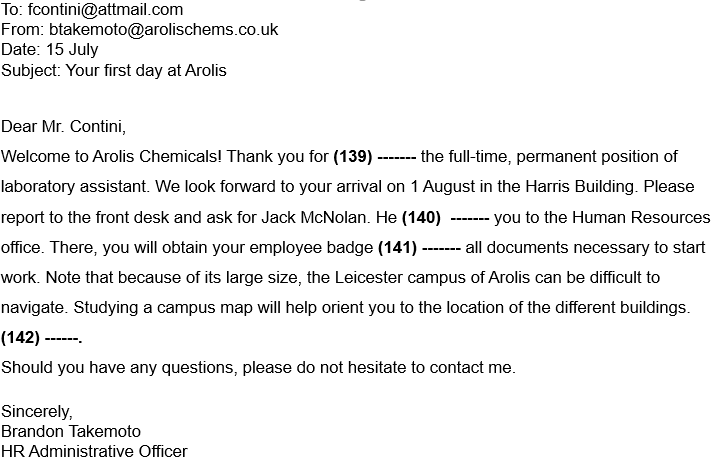 To: fcontini@attmail.com
From: btakemoto@arolischems.co.uk
Date: 15 July
Subject: Your first day at Arolis
Dear Mr. Contini,
Welcome to Arolis Chemicals! Thank you for (139) ------- the full-time, permanent position of
laboratory assistant. We look forward to your arrival on 1 August in the Harris Building. Please
report to the front desk and ask for Jack McNolan. He (140) ------- you to the Human Resources
office. There, you will obtain your employee badge (141) ------- all documents necessary to start
work. Note that because of its large size, the Leicester campus of Arolis can be difficult to
navigate. Studying a campus map will help orient you to the location of the different buildings.
(142) ------.
Should you have any questions, please do not hesitate to contact me.
Sincerely,
Brandon Takemoto
HR Administrative Officer